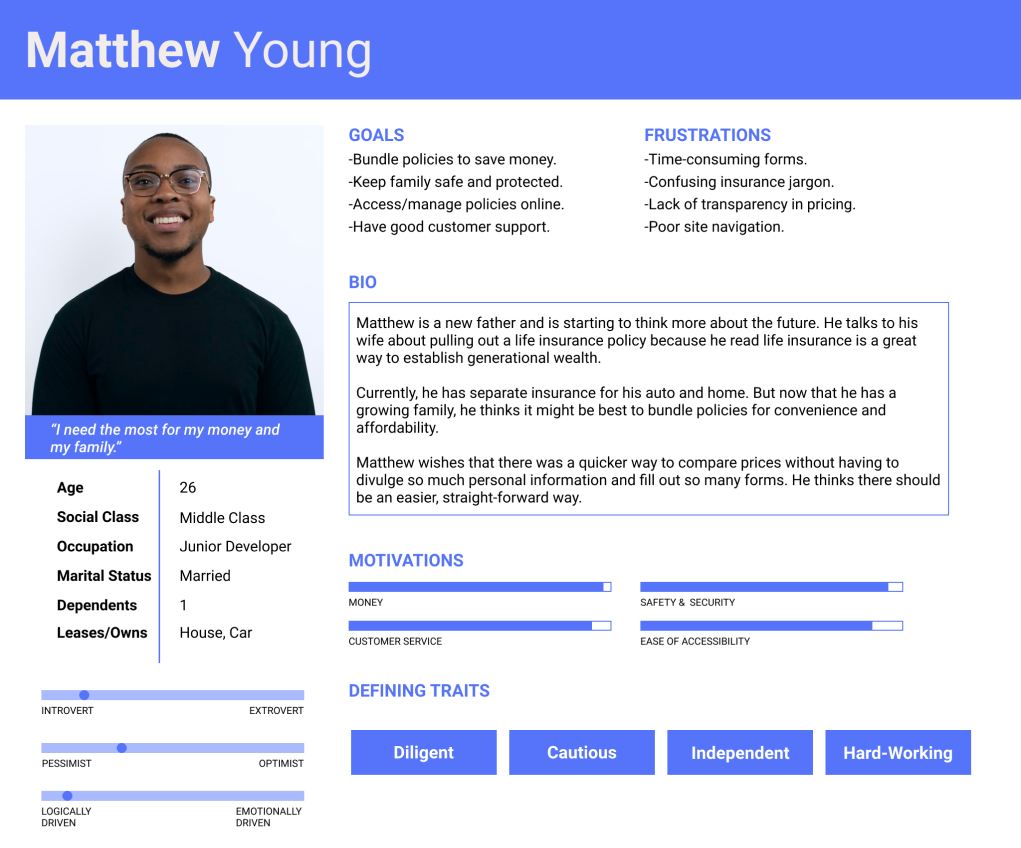 Matthew Young
“I need the most for my money and
my family.”
Age 26
Social Class Middle Class
Occupation Junior Developer
Marital Status Married
Dependents 1
Leases/Owns House, Car
INTROVERT EXTROVERT
PESSIMIST OPTIMIST
LOGICALLY EMOTIONALLY
DRIVEN DRIVEN
GOALS
-Bundle policies to save money.
-Keep family safe and protected.
-Access/manage policies online.
-Have good customer support.
FRUSTRATIONS
-Time-consuming forms.
-Confusing insurance jargon.
-Lack of transparency in pricing.
-Poor site navigation.
BIO
Matthew is a new father and is starting to think more about the future. He talks to his
wife about pulling out a life insurance policy because he read life insurance is a great
way to establish generational wealth.
Currently, he has separate insurance for his auto and home. But now that he has a
growing family, he thinks it might be best to bundle policies for convenience and
affordability.
Matthew wishes that there was a quicker way to compare prices without having to
divulge so much personal information and fill out so many forms. He thinks there should
be an easier, straight-forward way.
MOTIVATIONS
MONEY
SAFETY & SECURITY
CUSTOMER SERVICE
EASE OF ACCESSIBILITY
DEFINING TRAITS
Diligent
Cautious
Independent
Hard-Working